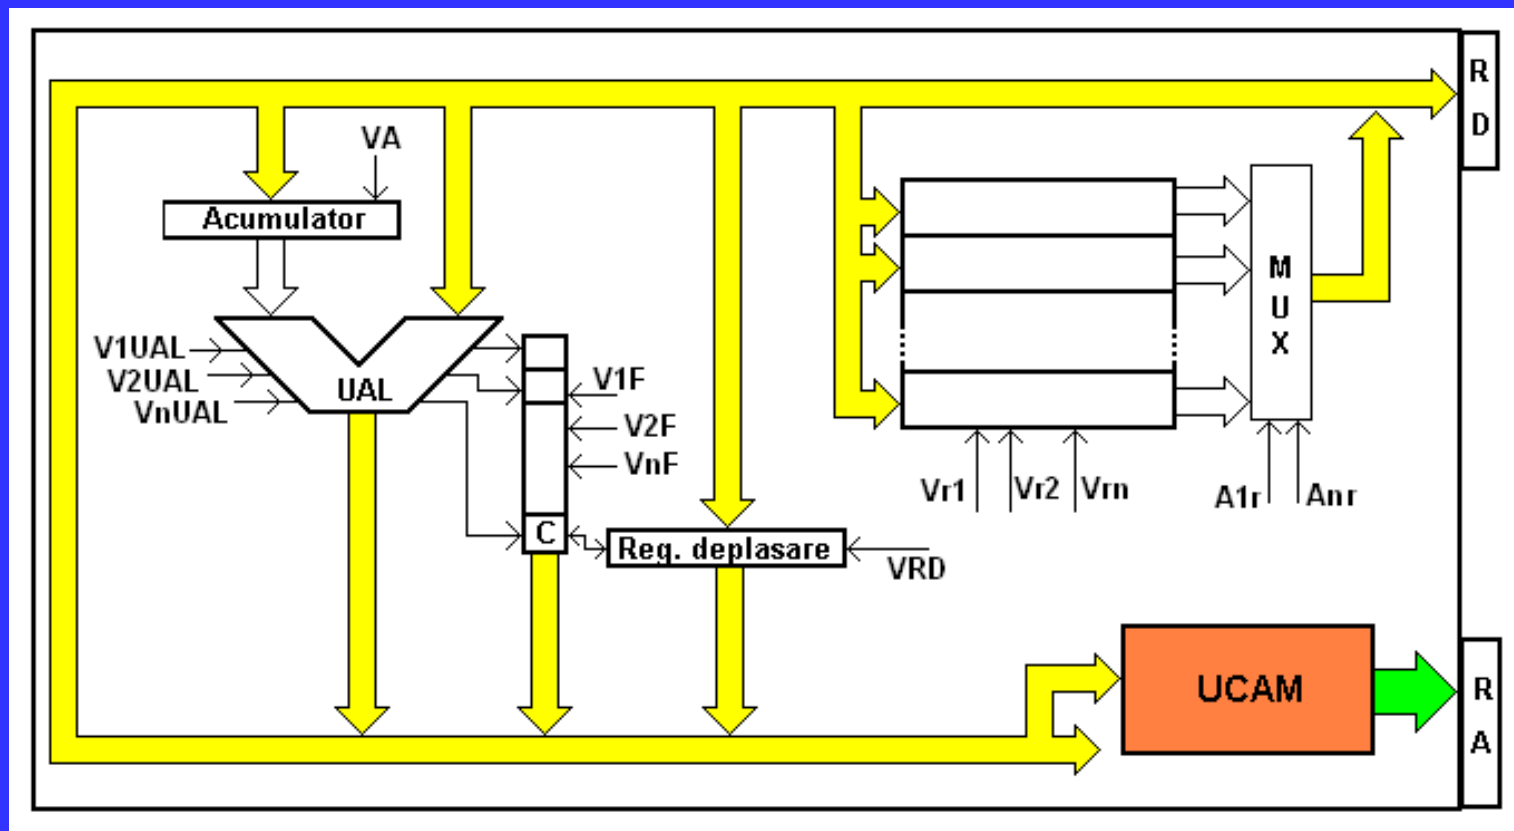 R
D
VA
Acumulator
M
U
X
V1UAL
V2UAL
VnUAL
UAL
V1F
V2F
VnF
Vr1
Vr2
Vrn
A1r
Anr
C
Reg. deplasare
VRD
UCAM
R
A